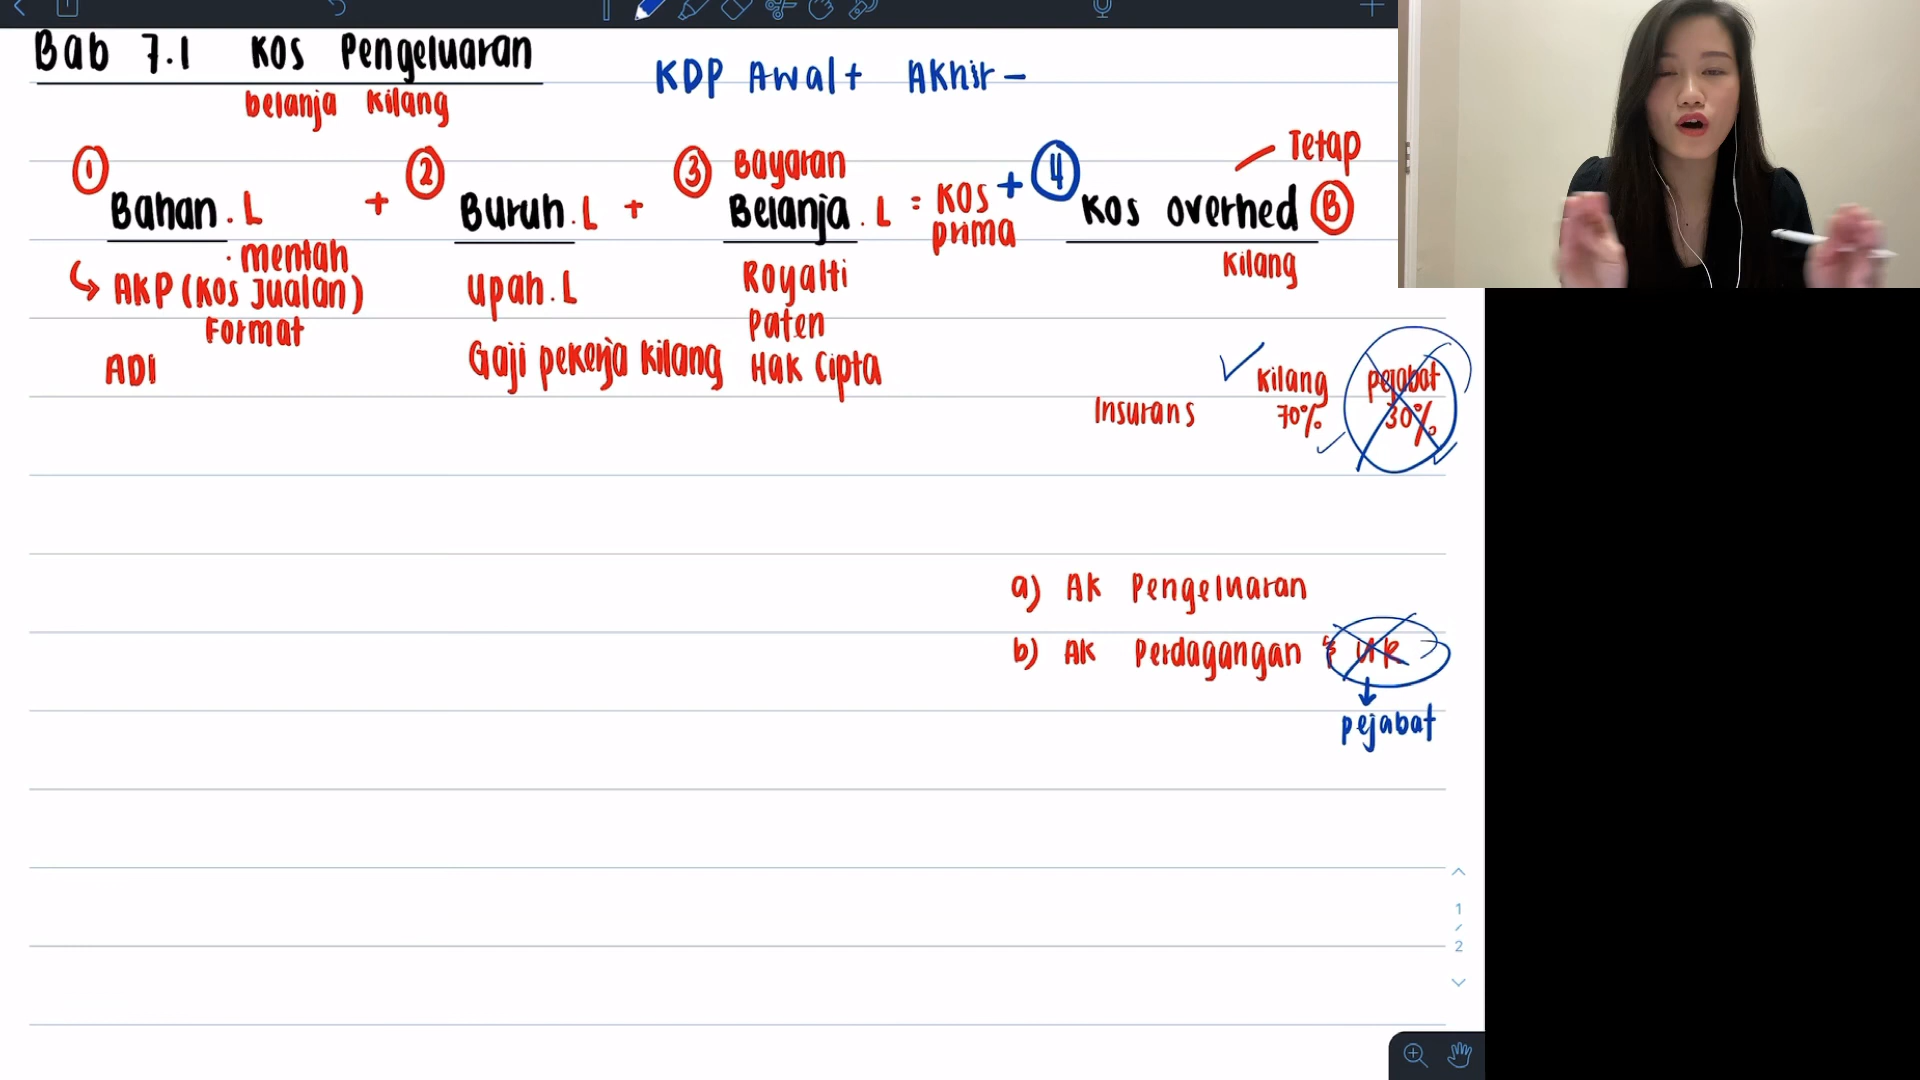 Bab 7.1 Kos Pengeluaran
belanja kilang
KDP Awal + Akhir -
① Bahan . L + ② Buruh . L + ③ Bayaran Belanja . L = Kos prima + ④ Kos overhed Ⓑ
Tetap
kilang
. mentah
↳ AKP (Kos Jualan)
Format
ADI
upah . L
Gaji pekerja kilang
Royalti
Paten
Hak Cipta
Insurans
✓ kilang 70%
pejabat 30%
a) Ak Pengeluaran
b) Ak Perdagangan & UR
↓
pejabat
1
/
2